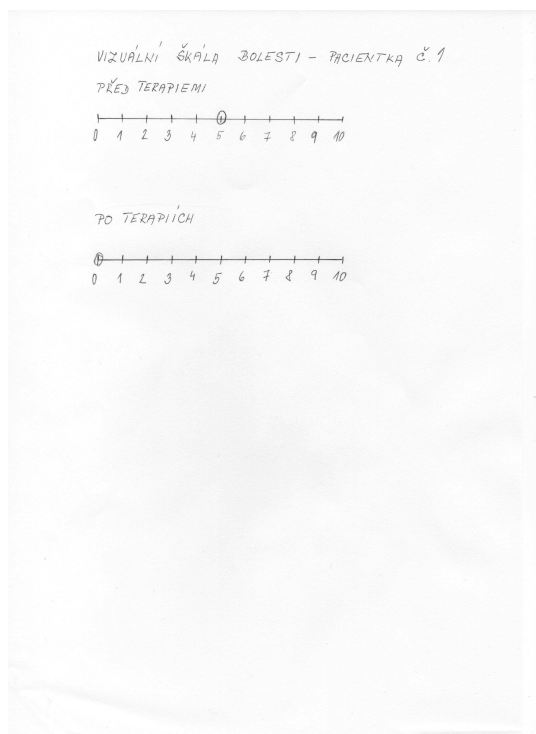 VIZUÁLNÍ ŠKÁLA BOLESTI - PACIENTKA Č. 1
PŘED TERAPIEMI
0 1 2 3 4 5 6 7 8 9 10
PO TERAPIÍCH
0 1 2 3 4 5 6 7 8 9 10